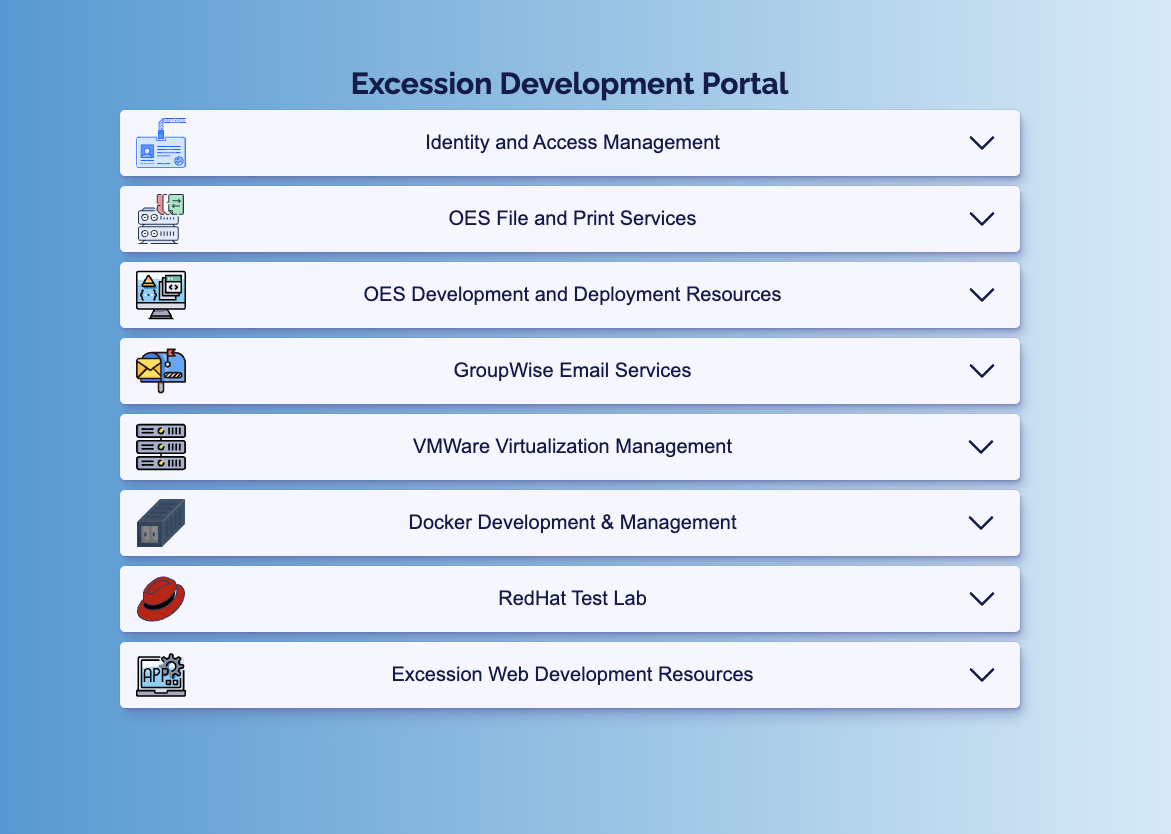 Excession Development Portal
Identity and Access Management
OES File and Print Services
OES Development and Deployment Resources
GroupWise Email Services
VMWare Virtualization Management
Docker Development & Management
RedHat Test Lab
APP
Excession Web Development Resources